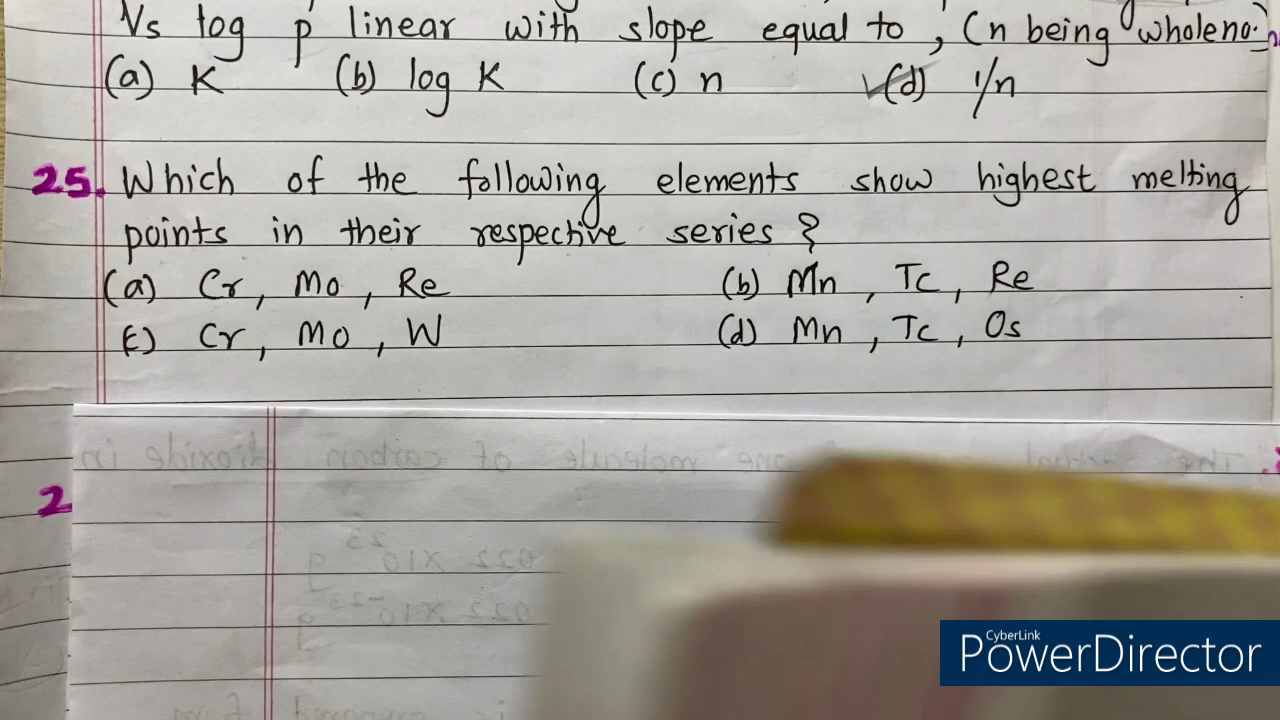 Vs log p linear with slope equal to, (n being wholeno.)
(a) K (b) log K (c) n (d) 1/n
25. Which of the following elements show highest melting
points in their respective series ?
(a) Cr, Mo, Re (b) Mn, Tc, Re
(c) Cr, Mo, W (d) Mn, Tc, Os
2
CyberLink
PowerDirector